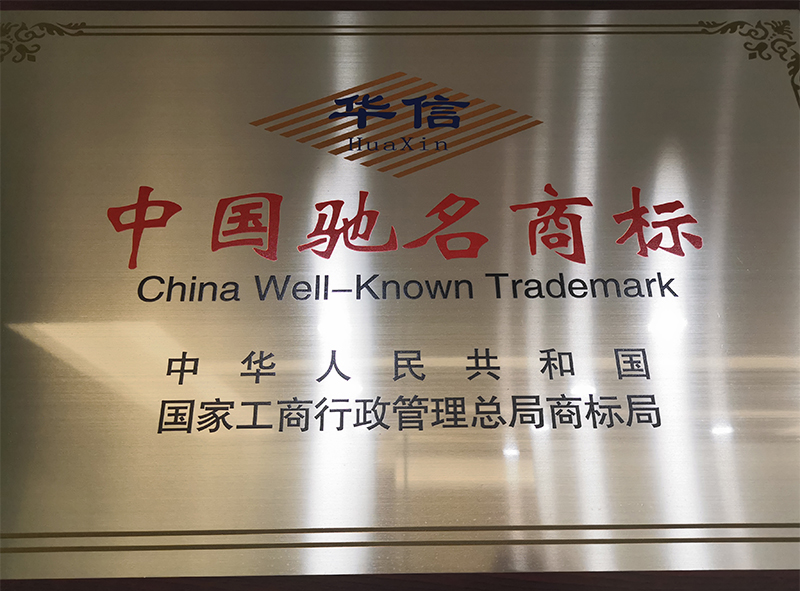 华信
HuaXin
中国驰名商标
China Well-Known Trademark
中华人民共和国
国家工商行政管理总局商标局